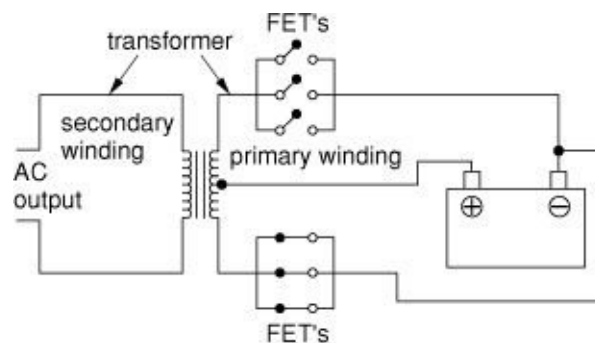 FET's
transformer
secondary
winding
primary winding
AC
output
+
−
FET's